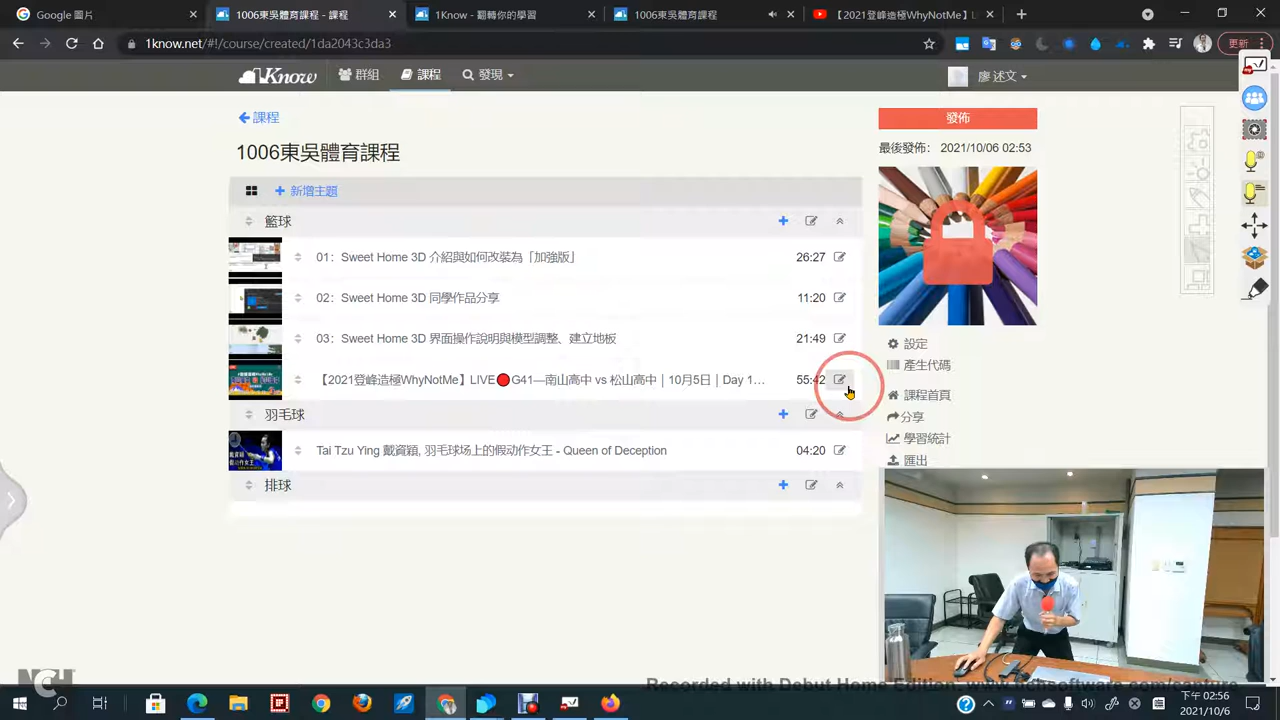 Google 圖片
1006東吳體育課程 - 課程
1Know - 翻轉你的學習
1006東吳體育課程
【2021登峰造極WhyNotMe】LI
1know.net/#!/course/create/1da2043c3da3
更新
1Know
群組
課程
發現
廖 述文
課程
發佈
1006東吳體育課程
最後發佈： 2021/10/06 02:53
新增主題
籃球
01：Sweet Home 3D 介紹與如何改裝為「加強版」 26:27
02：Sweet Home 3D 同學作品分享 11:20
03：Sweet Home 3D 界面操作說明與模型調整、建立地板 21:49
【2021登峰造極WhyNotMe】LIVE🔴G41—南山高中 vs 松山高中｜10月5日｜Day 1... 55:42
羽毛球
Tai Tzu Ying 戴資穎, 羽毛球场上的假动作女王 - Queen of Deception 04:20
排球
設定
產生代碼
課程首頁
分享
學習統計
匯出
NCH
Recorded with Debut Home Edition. www.nchsoftware.com/capture
下午 02:56
2021/10/6